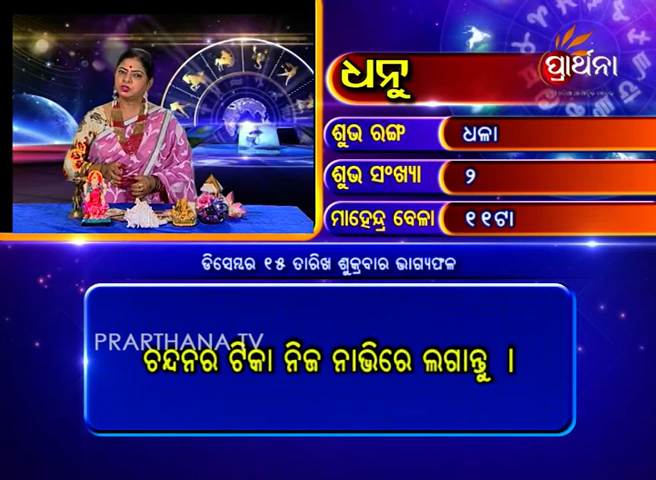 ଧନୁ
ପ୍ରାର୍ଥନା
ଶୁଭ ରଙ୍ଗ ଧଳା
ଶୁଭ ସଂଖ୍ୟା ୨
ମାହେନ୍ଦ୍ର ବେଳା ୧୧ଟା
ଡିସେମ୍ବର ୧୫ ତାରିଖ ଶୁକ୍ରବାର ଭାଗ୍ୟଫଳ
PRARTHANA TV
ଚନ୍ଦନର ଟିକା ନିଜ ନାଭିରେ ଲଗାନ୍ତୁ ।